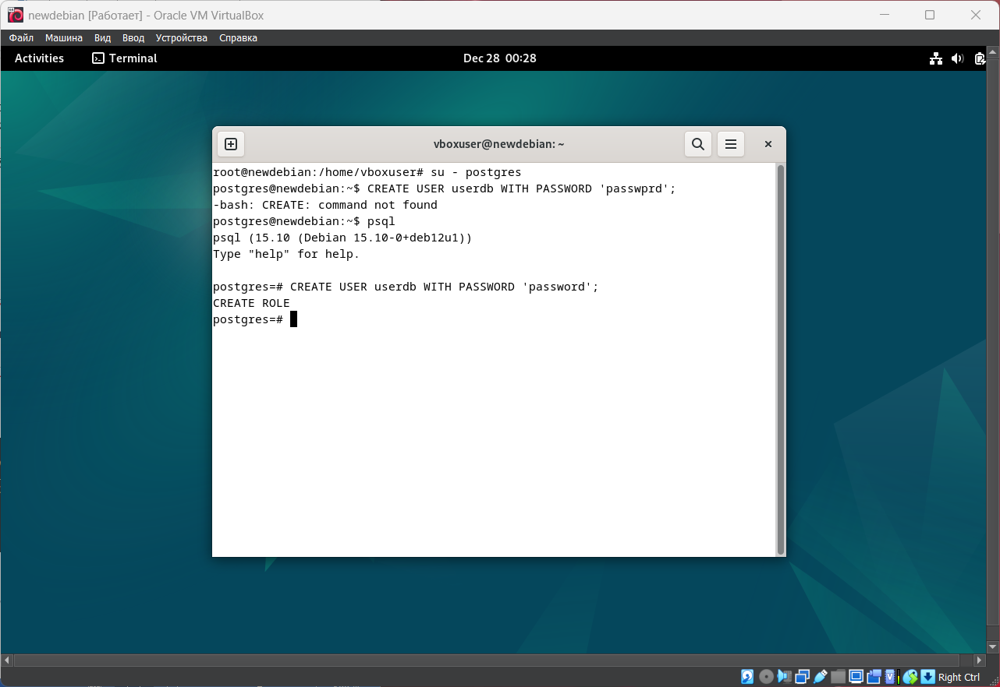 newdebian [Работает] - Oracle VM VirtualBox
Файл Машина Вид Ввод Устройства Справка
Activities Terminal Dec 28 00:28
vboxuser@newdebian: ~
root@newdebian:/home/vboxuser# su - postgres
postgres@newdebian:~$ CREATE USER userdb WITH PASSWORD 'passwprd';
-bash: CREATE: command not found
postgres@newdebian:~$ psql
psql (15.10 (Debian 15.10-0+deb12u1))
Type "help" for help.
postgres=# CREATE USER userdb WITH PASSWORD 'password';
CREATE ROLE
postgres=#
Right Ctrl